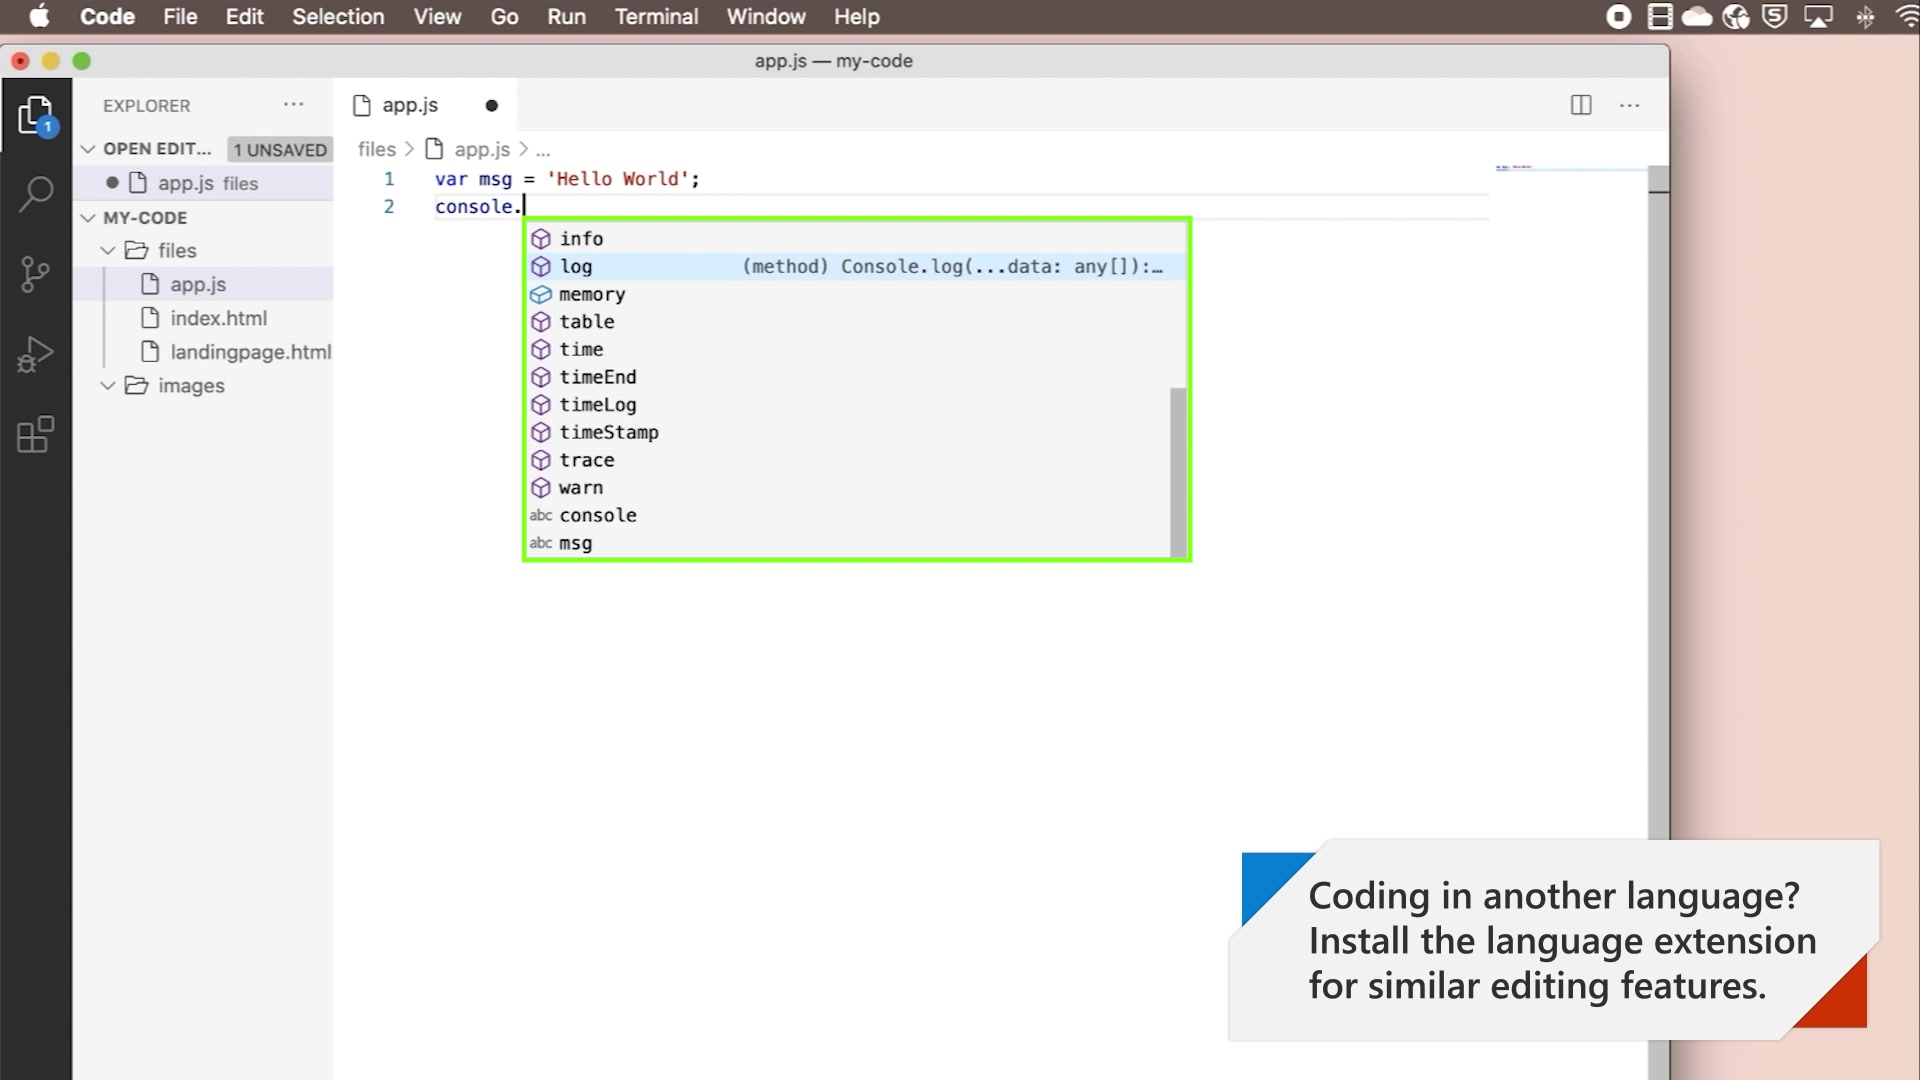 Code File Edit Selection View Go Run Terminal Window Help
app.js — my-code
EXPLORER
OPEN EDIT... 1 UNSAVED
app.js files
MY-CODE
files
app.js
index.html
landingpage.html
images
app.js
files > app.js > ...
1 var msg = 'Hello World';
2 console.
info
log (method) Console.log(...data: any[]):…
memory
table
time
timeEnd
timeLog
timeStamp
trace
warn
abc console
abc msg
1
Coding in another language?
Install the language extension
for similar editing features.